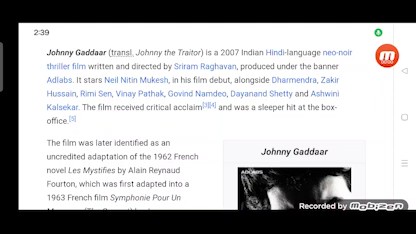 2:39
Johnny Gaddaar (transl. Johnny the Traitor) is a 2007 Indian Hindi-language neo-noir
thriller film written and directed by Sriram Raghavan, produced under the banner
Adlabs. It stars Neil Nitin Mukesh, in his film debut, alongside Dharmendra, Zakir
Hussain, Rimi Sen, Vinay Pathak, Govind Namdeo, Dayanand Shetty and Ashwini
Kalsekar. The film received critical acclaim[3][4] and was a sleeper hit at the box-
office.[5]
The film was later identified as an
uncredited adaptation of the 1962 French
novel Les Mystifies by Alain Reynaud
Fourton, which was first adapted into a
1963 French film Symphonie Pour Un
Johnny Gaddaar
ADLABS
Recorded by Mobizen